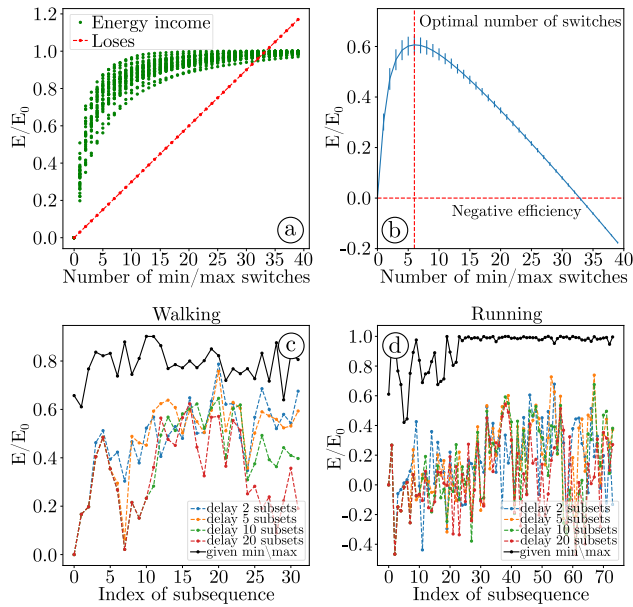 Energy income
Loses
E/E0
1.2
1.0
0.8
0.6
0.4
0.2
0.0
a
0 5 10 15 20 25 30 35 40
Number of min/max switches
Optimal number of switches
E/E0
0.6
0.4
0.2
0.0
-0.2
Negative efficiency
b
0 5 10 15 20 25 30 35 40
Number of min/max switches
Walking
E/E0
0.8
0.6
0.4
0.2
0.0
c
delay 2 subsets
delay 5 subsets
delay 10 subsets
delay 20 subsets
given min/max
0 5 10 15 20 25 30
Index of subsequence
Running
E/E0
1.0
0.8
0.6
0.4
0.2
0.0
-0.2
-0.4
d
delay 2 subsets
delay 5 subsets
delay 10 subsets
delay 20 subsets
given min/max
0 10 20 30 40 50 60 70
Index of subsequence